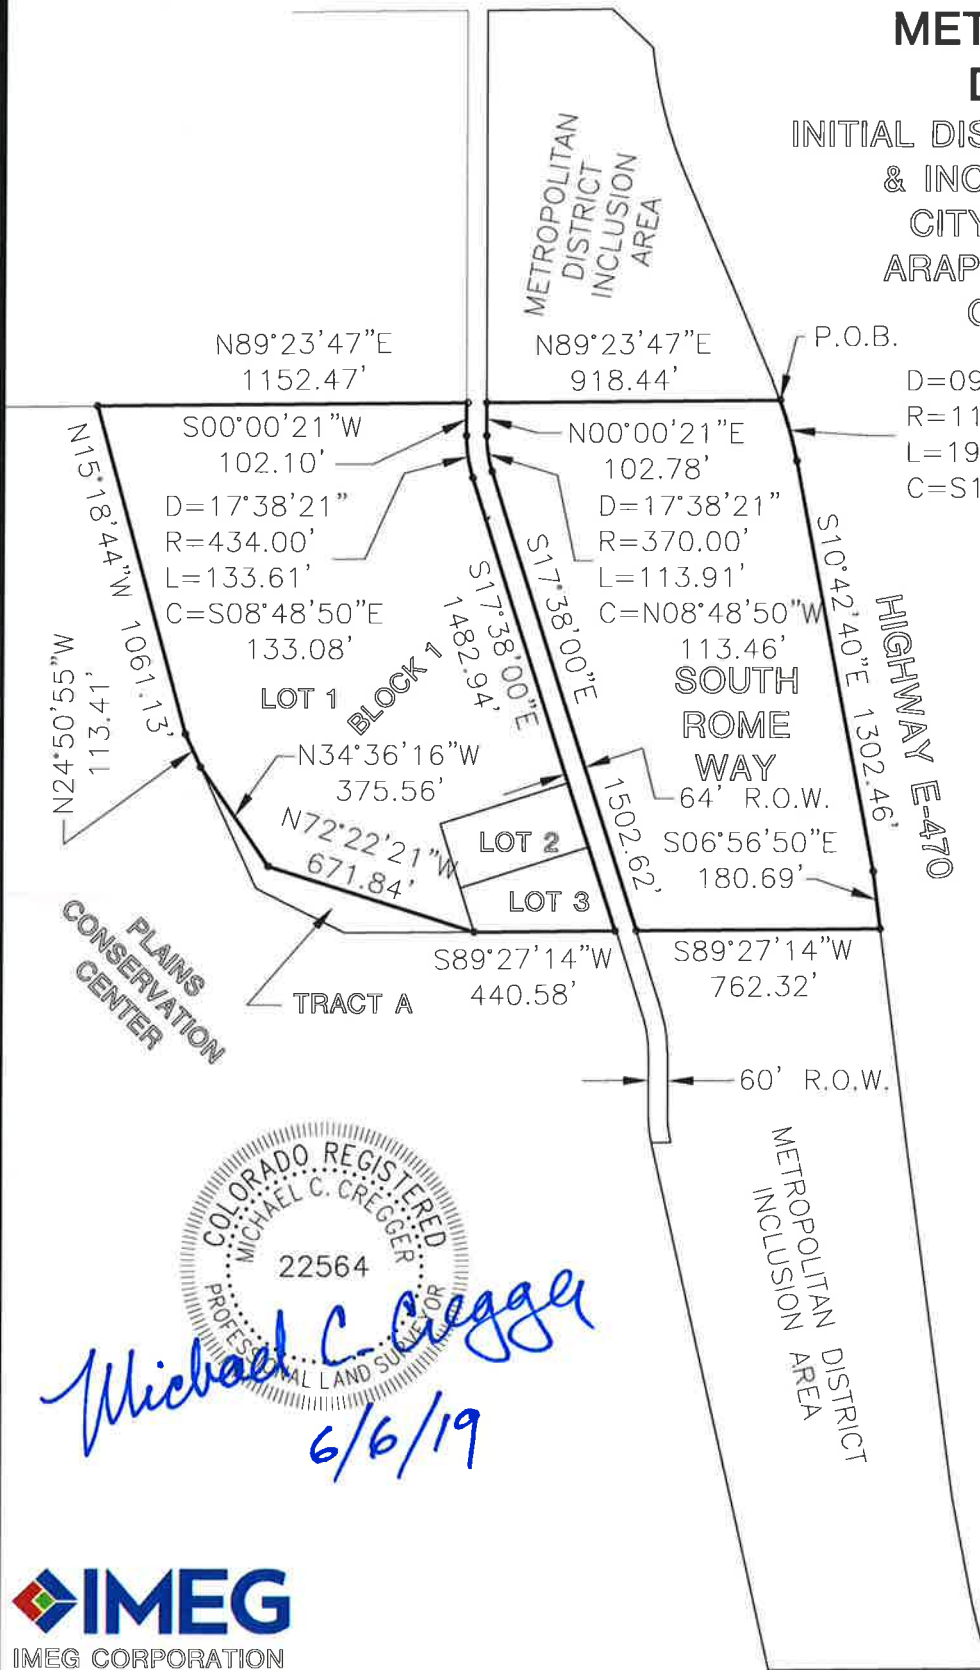 MET
INITIAL DIS
& INC
CITY
ARAP
METROPOLITAN
DISTRICT
INCLUSION
AREA
P.O.B.
N89°23'47"E
1152.47'
N89°23'47"E
918.44'
D=09
R=11
L=19
C=S1
S00°00'21"W
102.10'
N00°00'21"E
102.78'
D=17°38'21"
R=434.00'
L=133.61'
C=S08°48'50"E
133.08'
D=17°38'21"
R=370.00'
L=113.91'
C=N08°48'50"W
113.46'
N15°18'44"W 1061.13'
S17°38'00"E
1482.94'
S17°38'00"E
1502.62'
S10°42'40"E 1302.46'
HIGHWAY E-470
N24°50'55"W
113.41'
LOT 1
BLOCK 1
SOUTH
ROME
WAY
N34°36'16"W
375.56'
64' R.O.W.
N72°22'21"W
671.84'
LOT 2
LOT 3
S06°56'50"E
180.69'
PLAINS
CONSERVATION
CENTER
TRACT A
S89°27'14"W
440.58'
S89°27'14"W
762.32'
60' R.O.W.
METROPOLITAN DISTRICT
INCLUSION AREA
COLORADO REGISTERED
MICHAEL C. CREGGER
22564
PROFESSIONAL LAND SURVEYOR
Michael C. Cregger
6/6/19
IMEG
IMEG CORPORATION